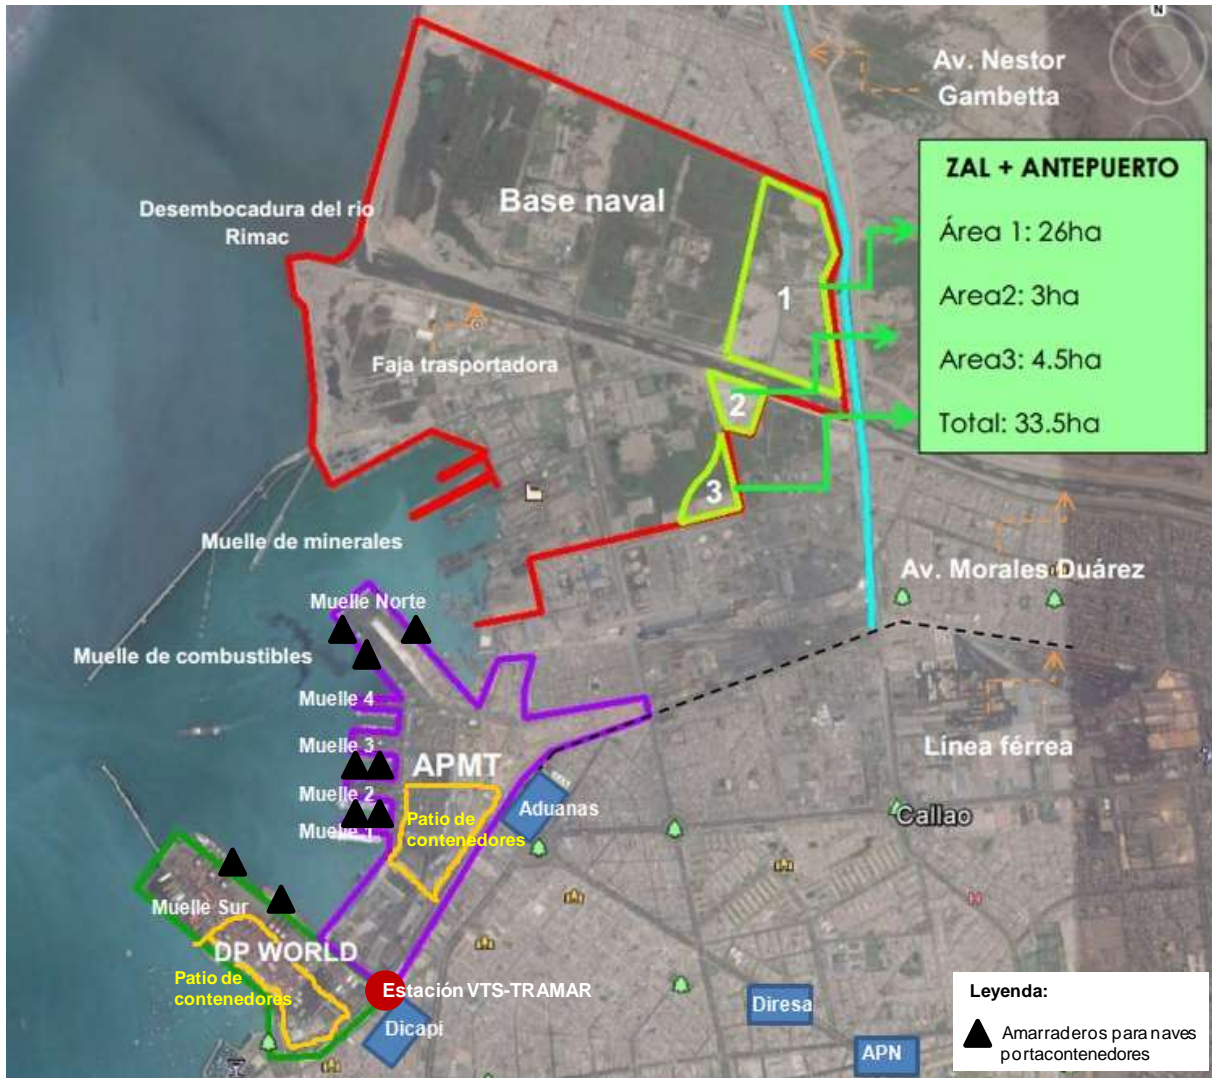 N
Av. Nestor
Gambetta
ZAL + ANTEPUERTO
Área 1: 26ha
Area2: 3ha
Area3: 4.5ha
Total: 33.5ha
Base naval
Desembocadura del rio
Rimac
1
Faja trasportadora
2
3
Muelle de minerales
Av. Morales Duárez
Muelle Norte
Muelle de combustibles
Muelle 4
Muelle 3
APMT
Línea férrea
Muelle 2
Aduanas
Callao
Patio de
contenedores
Muelle 1
Muelle Sur
DP WORLD
Patio de
contenedores
Estación VTS-TRAMAR
Dicapi
Diresa
APN
Leyenda:
Amarraderos para naves
portacontenedores